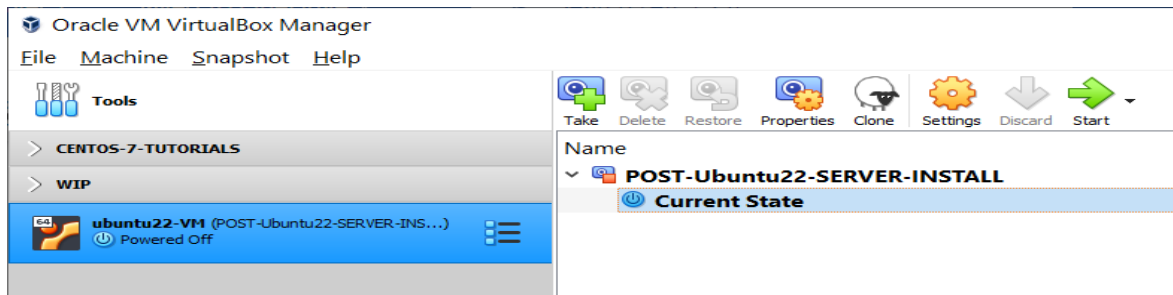 Oracle VM VirtualBox Manager
File Machine Snapshot Help
Tools
Take Delete Restore Properties Clone Settings Discard Start
CENTOS-7-TUTORIALS
WIP
64
ubuntu22-VM (POST-Ubuntu22-SERVER-INS...)
Powered Off
Name
POST-Ubuntu22-SERVER-INSTALL
Current State